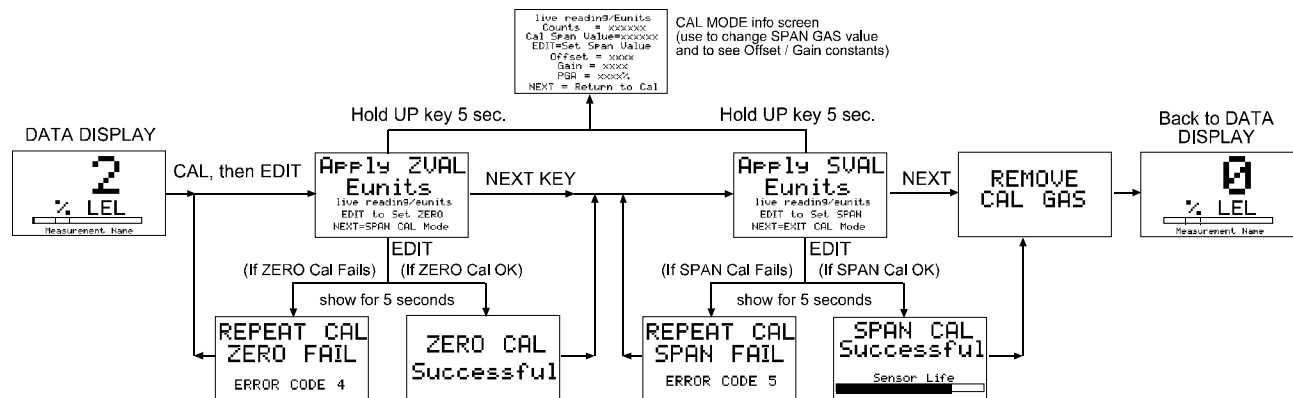 live reading/Eunits
Counts = xxxxxx
Cal Span Value=xxxxxx
EDIT=Set Span Value
Offset = xxxx
Gain = xxxx
PGA = xxxx%
NEXT = Return to Cal
CAL MODE info screen
(use to change SPAN GAS value
and to see Offset / Gain constants)
Hold UP key 5 sec.
Hold UP key 5 sec.
DATA DISPLAY
2
% LEL
Measurement Name
CAL, then EDIT
Apply ZVAL
Eunits
live reading/eunits
EDIT to Set ZERO
NEXT=SPAN CAL Mode
NEXT KEY
Apply SVAL
Eunits
live reading/eunits
EDIT to Set SPAN
NEXT=EXIT CAL Mode
NEXT
REMOVE
CAL GAS
Back to DATA
DISPLAY
0
% LEL
Measurement Name
EDIT
(If ZERO Cal Fails)
(If ZERO Cal OK)
show for 5 seconds
REPEAT CAL
ZERO FAIL
ERROR CODE 4
ZERO CAL
Successful
EDIT
(If SPAN Cal Fails)
(If SPAN Cal OK)
show for 5 seconds
REPEAT CAL
SPAN FAIL
ERROR CODE 5
SPAN CAL
Successful
Sensor Life